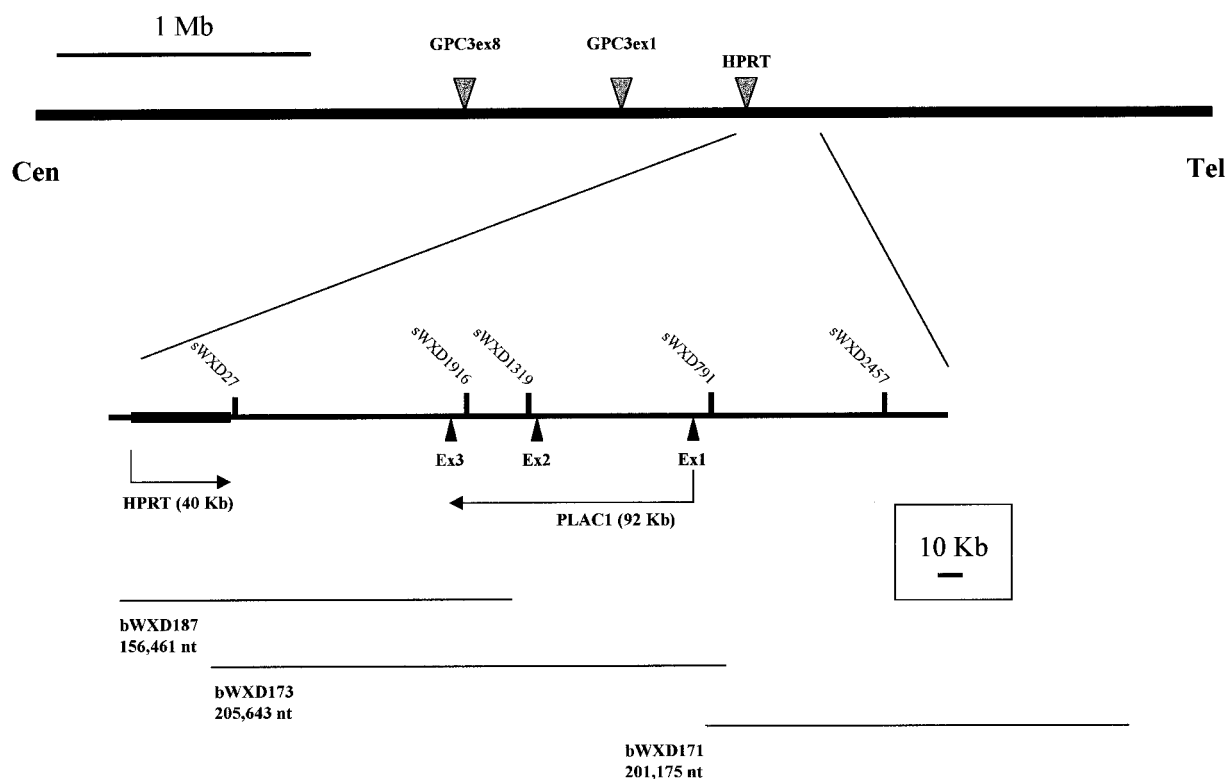 1 Mb
GPC3ex8
GPC3ex1
HPRT
Cen
Tel
sWXD27
sWXD1916
sWXD1319
sWXD791
sWXD2457
Ex3
Ex2
Ex1
HPRT (40 Kb)
PLAC1 (92 Kb)
10 Kb
bWXD187
156,461 nt
bWXD173
205,643 nt
bWXD171
201,175 nt